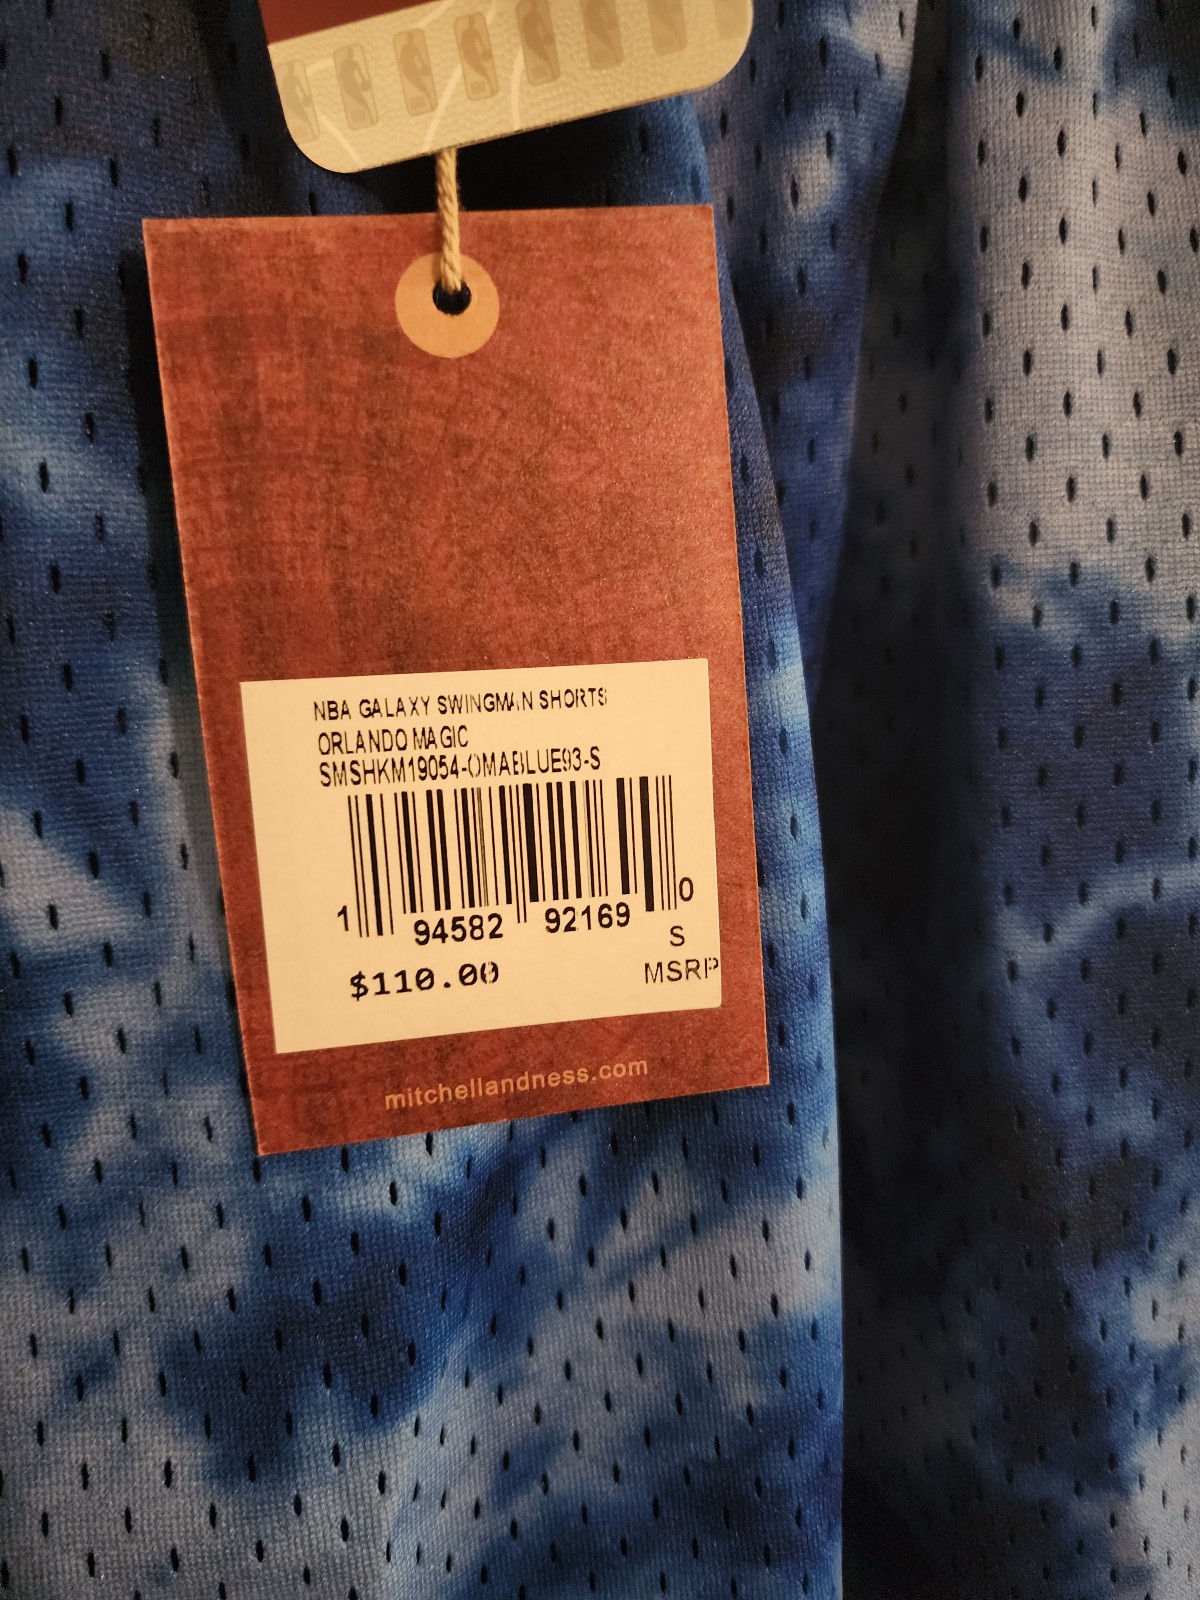 NBA GALAXY SWINGMAN SHORTS
ORLANDO MAGIC
SMSHKM19054-OMABLUE93-S
1 94582 92169 0
S
$110.00 MSRP
mitchellandness.com